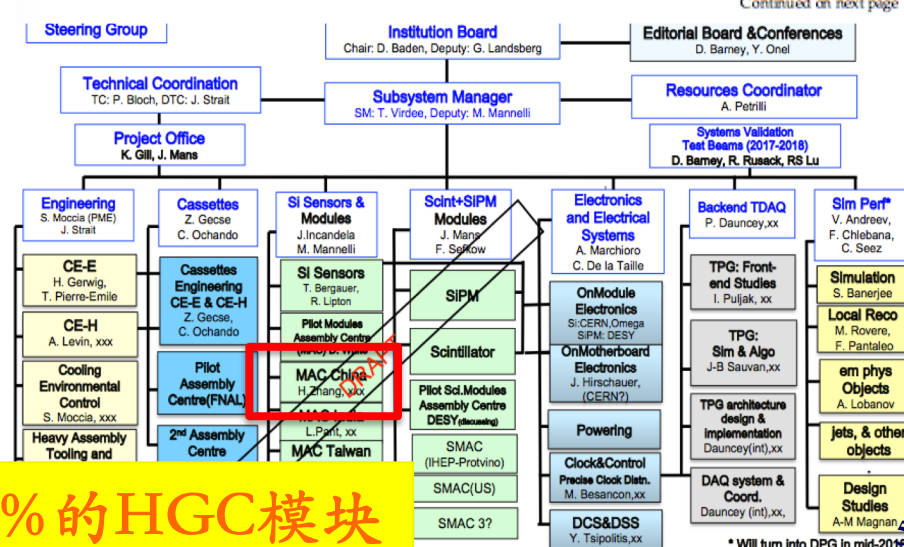 Continued on next page
Steering Group
Institution Board
Chair: D. Baden, Deputy: G. Landsberg
Editorial Board &Conferences
D. Barney, Y. Onel
Technical Coordination
TC: P. Bloch, DTC: J. Strait
Subsystem Manager
SM: T. Virdee, Deputy: M. Mannelli
Resources Coordinator
A. Petrilli
Project Office
K. Gill, J. Mans
Systems Validation
Test Beams (2017-2018)
D. Barney, R. Rusack, RS Lu
Engineering
S. Moccia (PME)
J. Strait
CE-E
H. Gerwig,
T. Pierre-Emile
CE-H
A. Levin, xxx
Cooling
Environmental
Control
S. Moccia, xxx
Heavy Assembly
Tooling and
Cassettes
Z. Gecse
C. Ochando
Cassettes
Engineering
CE-E & CE-H
Z. Gecse,
C. Ochando
Pilot
Assembly
Centre(FNAL)
2nd Assembly
Centre
Si Sensors &
Modules
J.Incandela
M. Mannelli
Si Sensors
T. Bergauer,
R. Lipton
Pilot Modules
Assembly Centre
(MAC) D. White
MAC China
H.Zhang, xxx
L.Pant, xx
MAC Taiwan
DRAFT
Scint+SiPM
Modules
J. Mans
F. Sefkow
SiPM
Scintillator
Pilot Sci.Modules
Assembly Centre
DESY(discussing)
SMAC
(IHEP-Protvino)
SMAC(US)
SMAC 3?
Electronics
and Electrical
Systems
A. Marchioro
C. De la Taille
OnModule
Electronics
Si:CERN,Omega
SiPM: DESY
OnMotherboard
Electronics
J. Hirschauer,
(CERN?)
Powering
Clock&Control
Precise Clock Distn.
M. Besancon,xx
DCS&DSS
Y. Tsipolitis,xx
Backend TDAQ
P. Dauncey,xx
TPG: Front-
end Studies
I. Puljak, xx
TPG:
Sim & Algo
J-B Sauvan,xx
TPG architecture
design &
implementation
Dauncey(int),xx
DAQ system &
Coord.
Dauncey (int),xx,
Sim Perf*
V. Andreev,
F. Chlebana,
C. Seez
Simulation
S. Banerjee
Local Reco
M. Rovere,
F. Pantaleo
em phys
Objects
A. Lobanov
jets, & other
objects
Design
Studies
A-M Magnan
* Will turn into DPG in mid-2018
%的HGC模块